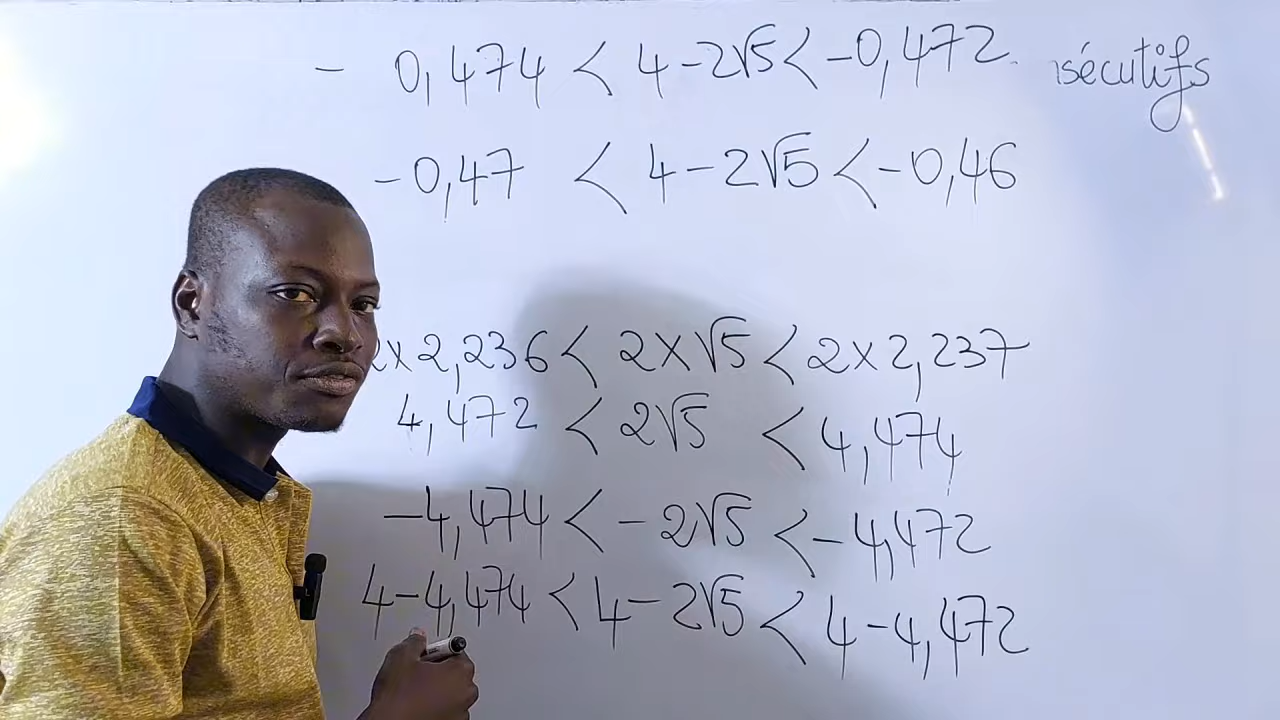 - 0,474 < 4-2√5 < -0,472 sécutifs
-0,47 < 4-2√5 < -0,46
2×2,236 < 2×√5 < 2×2,237
4,472 < 2√5 < 4,474
-4,474 < -2√5 < -4,472
4-4,474 < 4-2√5 < 4-4,472